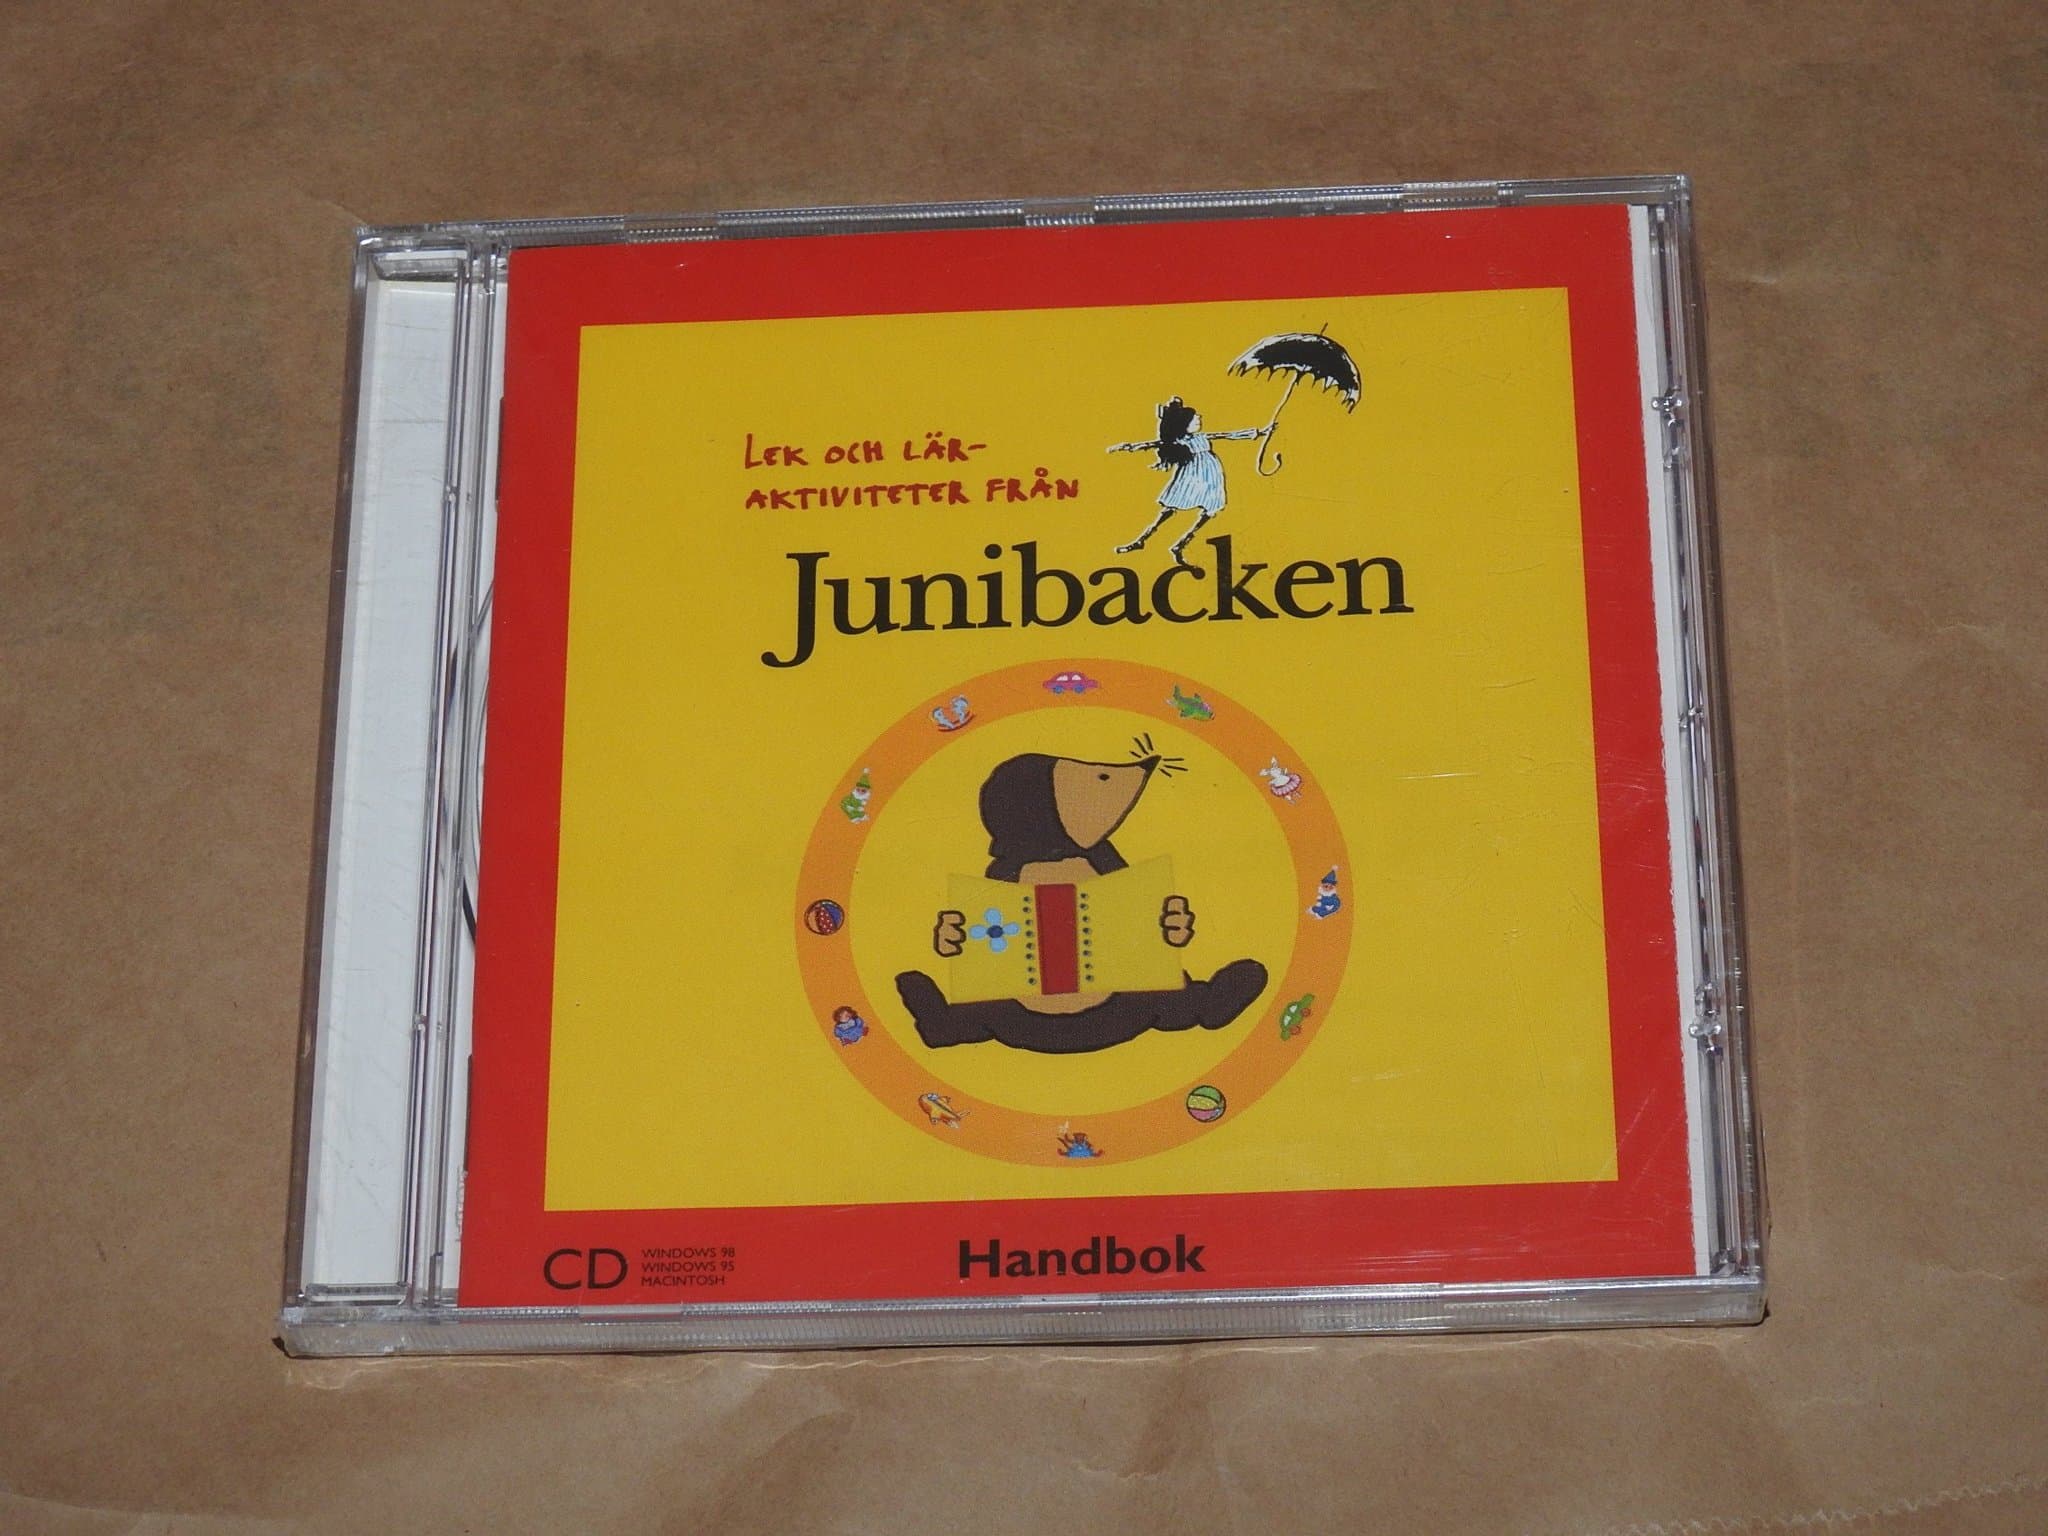 LEK OCH LÄR-
AKTIVITETER FRÅN
Junibacken
Handbok
CD
WINDOWS 98
WINDOWS 95
MACINTOSH